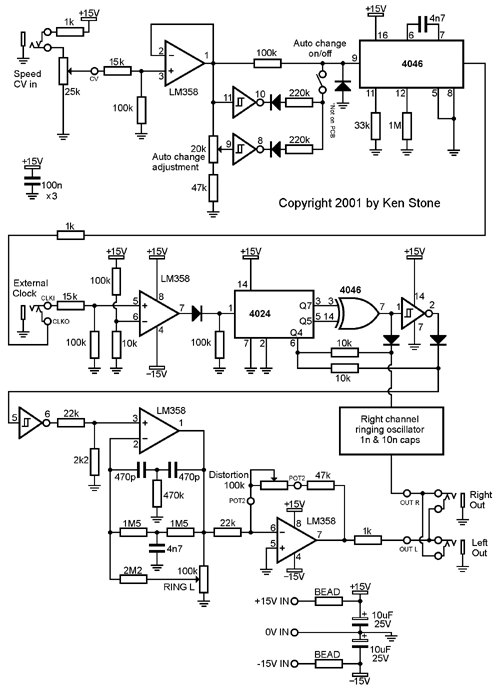 +15V
1k
Speed
CV in
25k
15k
CV
100k
2
3
1
LM358
100k
Auto change
on/off
*Not on PCB
11
10
220k
20k
9
8
220k
Auto change
adjustment
47k
+15V
16
6
7
4n7
9
4046
11
12
5
8
33k
1M
+15V
100n
x3
Copyright 2001 by Ken Stone
1k
External
Clock
CLKI
CLKO
15k
100k
+15V
100k
10k
+15V
LM358
5
6
8
7
4
-15V
100k
+15V
14
1
4024
7
2
Q7
Q5
Q4
3
5
6
4046
3
14
7
10k
10k
+15V
14
1
2
7
5
6
22k
2k2
3
2
1
LM358
470p
470p
470k
1M5
1M5
4n7
2M2
100k
RING L
Distortion
100k
POT2
POT2
47k
22k
+15V
LM358
6
5
8
7
4
-15V
1k
Right channel
ringing oscillator
1n & 10n caps
OUT R
OUT L
Right
Out
Left
Out
+15V IN
BEAD
+15V
+
10uF
25V
0V IN
+
10uF
25V
-15V IN
BEAD
-15V